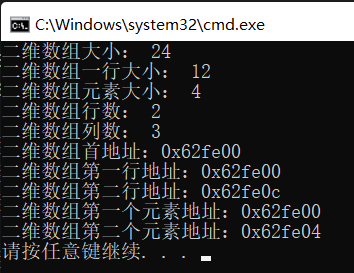 C:\Windows\system32\cmd.exe
二维数组大小： 24
二维数组一行大小： 12
二维数组元素大小： 4
二维数组行数： 2
二维数组列数： 3
二维数组首地址：0x62fe00
二维数组第一行地址：0x62fe00
二维数组第二行地址：0x62fe0c
二维数组第一个元素地址：0x62fe00
二维数组第二个元素地址：0x62fe04
请按任意键继续. . .